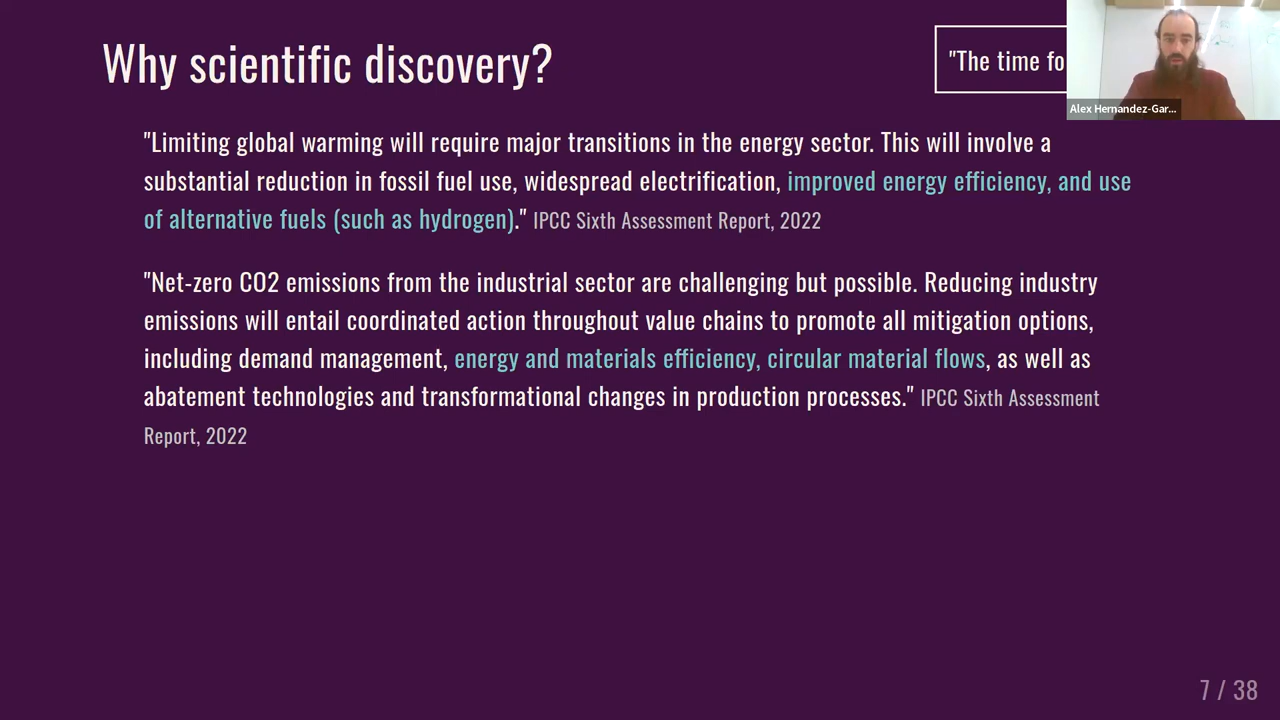 Why scientific discovery?
"The time fo
Alex Hernandez-Gar...
"Limiting global warming will require major transitions in the energy sector. This will involve a
substantial reduction in fossil fuel use, widespread electrification, improved energy efficiency, and use
of alternative fuels (such as hydrogen)." IPCC Sixth Assessment Report, 2022
"Net-zero CO2 emissions from the industrial sector are challenging but possible. Reducing industry
emissions will entail coordinated action throughout value chains to promote all mitigation options,
including demand management, energy and materials efficiency, circular material flows, as well as
abatement technologies and transformational changes in production processes." IPCC Sixth Assessment
Report, 2022
7 / 38